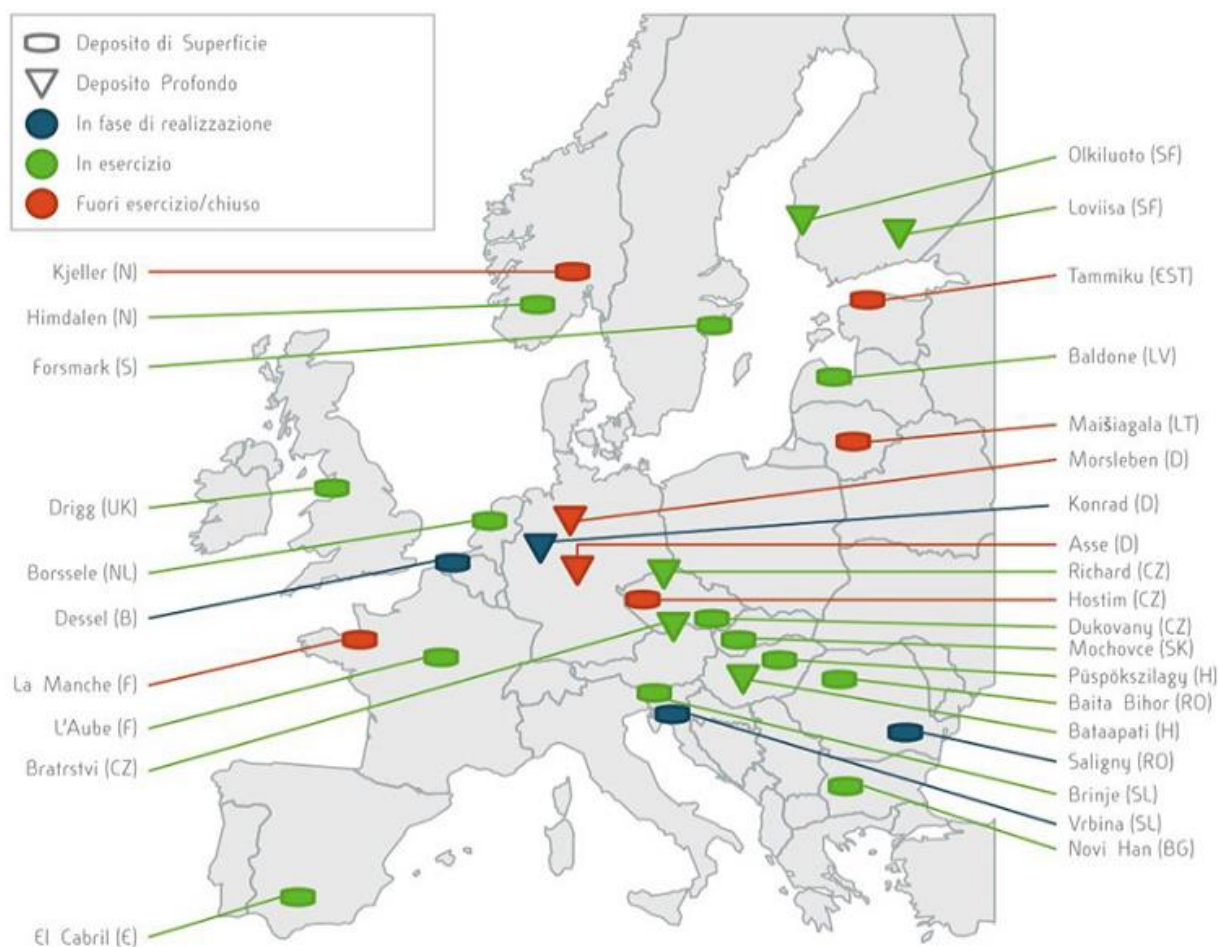 Deposito di Superficie
Deposito Profondo
In fase di realizzazione
In esercizio
Fuori esercizio/chiuso
Kjeller (N)
Himdalen (N)
Forsmark (S)
Drigg (UK)
Borssele (NL)
Dessel (B)
La Manche (F)
L'Aube (F)
Bratrstvi (CZ)
El Cabril (E)
Olkiluoto (SF)
Loviisa (SF)
Tammiku (EST)
Baldone (LV)
Maišiagala (LT)
Morsleben (D)
Konrad (D)
Asse (D)
Richard (CZ)
Hostim (CZ)
Dukovany (CZ)
Mochovce (SK)
Püspökszilagy (H)
Baita Bihor (RO)
Bataapati (H)
Saligny (RO)
Brinje (SL)
Vrbina (SL)
Novi Han (BG)